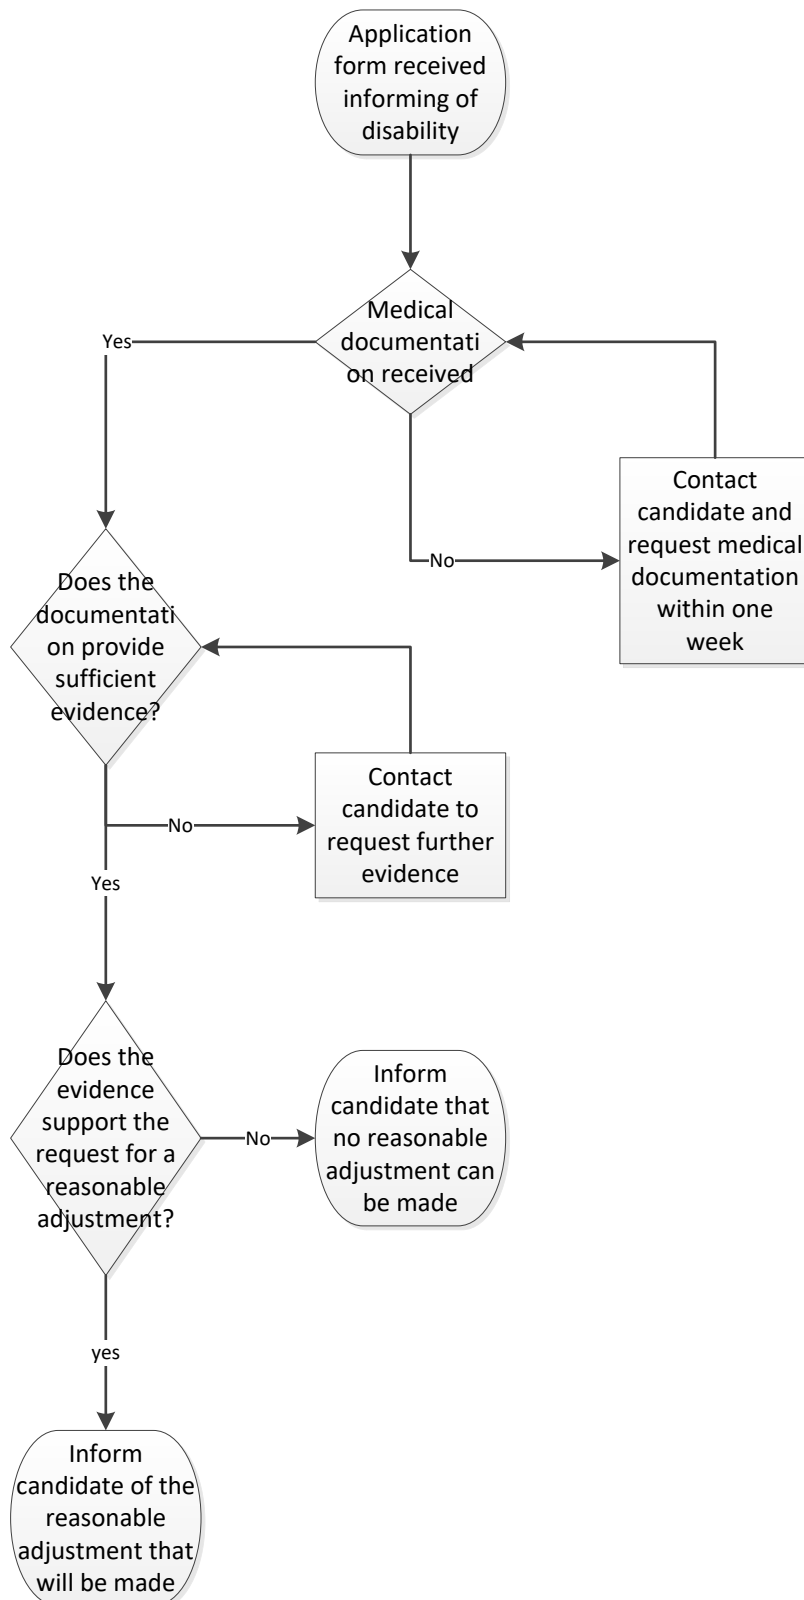 Application
form received
informing of
disability
Medical
documentati
on received
Yes
No
Contact
candidate and
request medical
documentation
within one
week
Does the
documentati
on provide
sufficient
evidence?
No
Contact
candidate to
request further
evidence
Yes
Does the
evidence
support the
request for a
reasonable
adjustment?
No
Inform
candidate that
no reasonable
adjustment can
be made
yes
Inform
candidate of the
reasonable
adjustment that
will be made